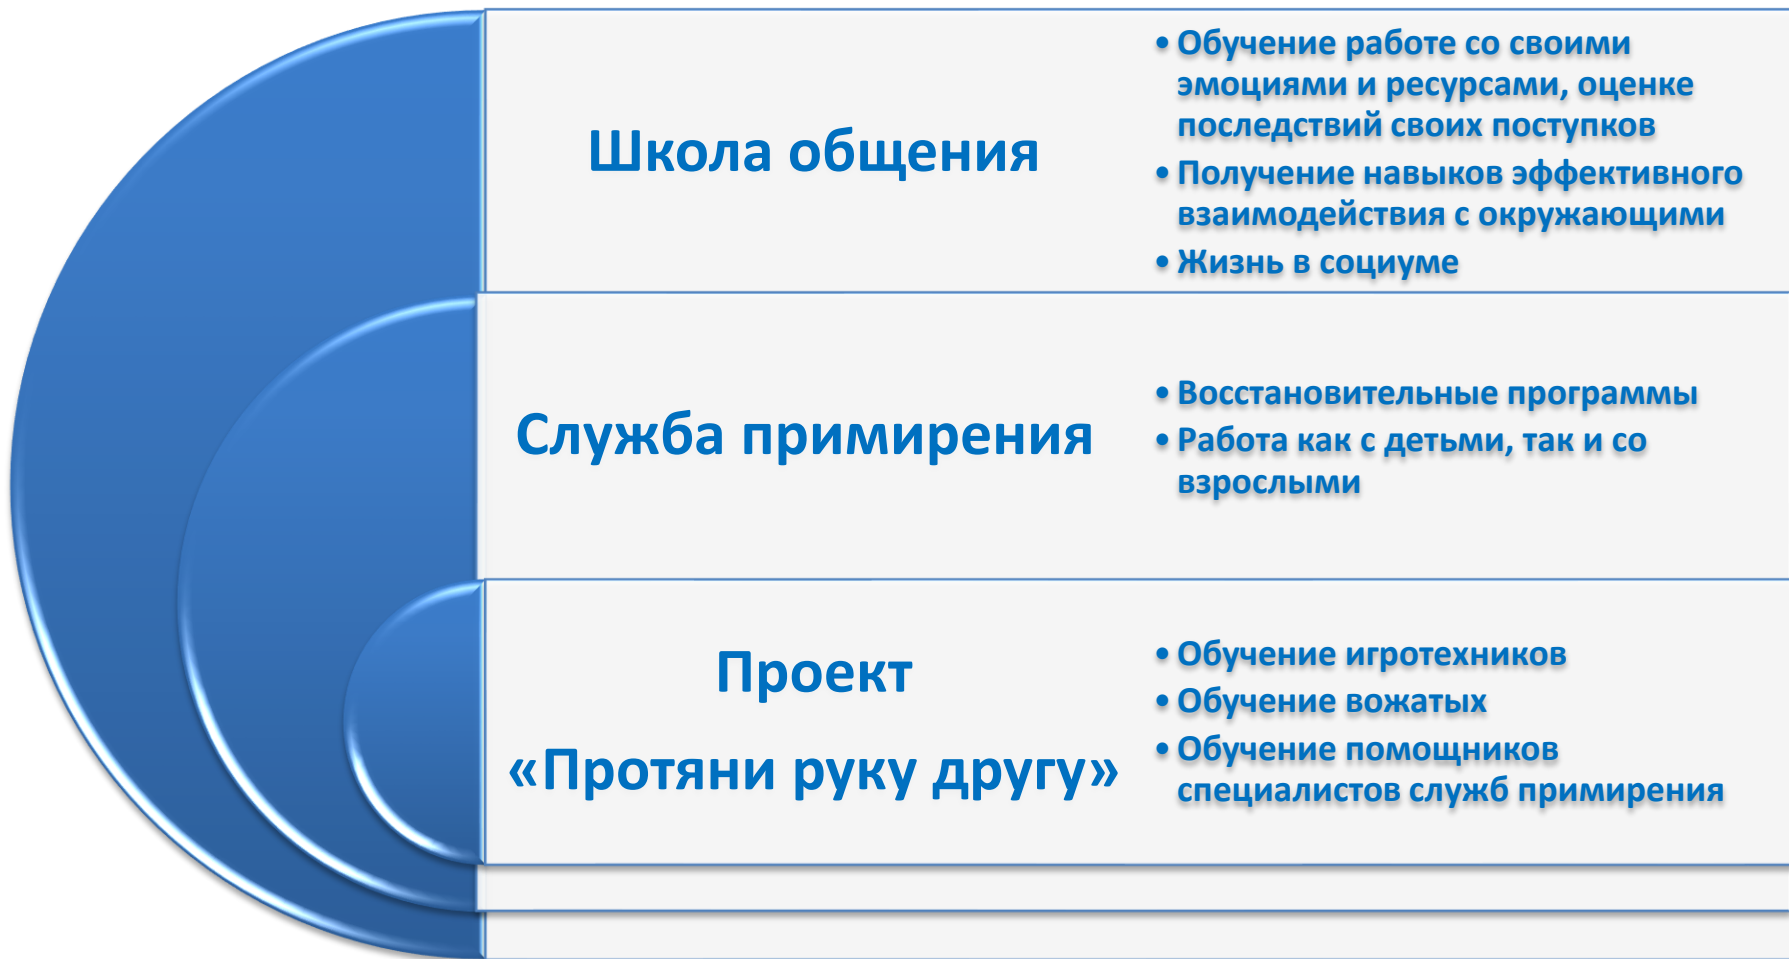 Школа общения
• Обучение работе со своими
эмоциями и ресурсами, оценке
последствий своих поступков
• Получение навыков эффективного
взаимодействия с окружающими
• Жизнь в социуме
Служба примирения
• Восстановительные программы
• Работа как с детьми, так и со
взрослыми
Проект
«Протяни руку другу»
• Обучение игротехников
• Обучение вожатых
• Обучение помощников
специалистов служб примирения